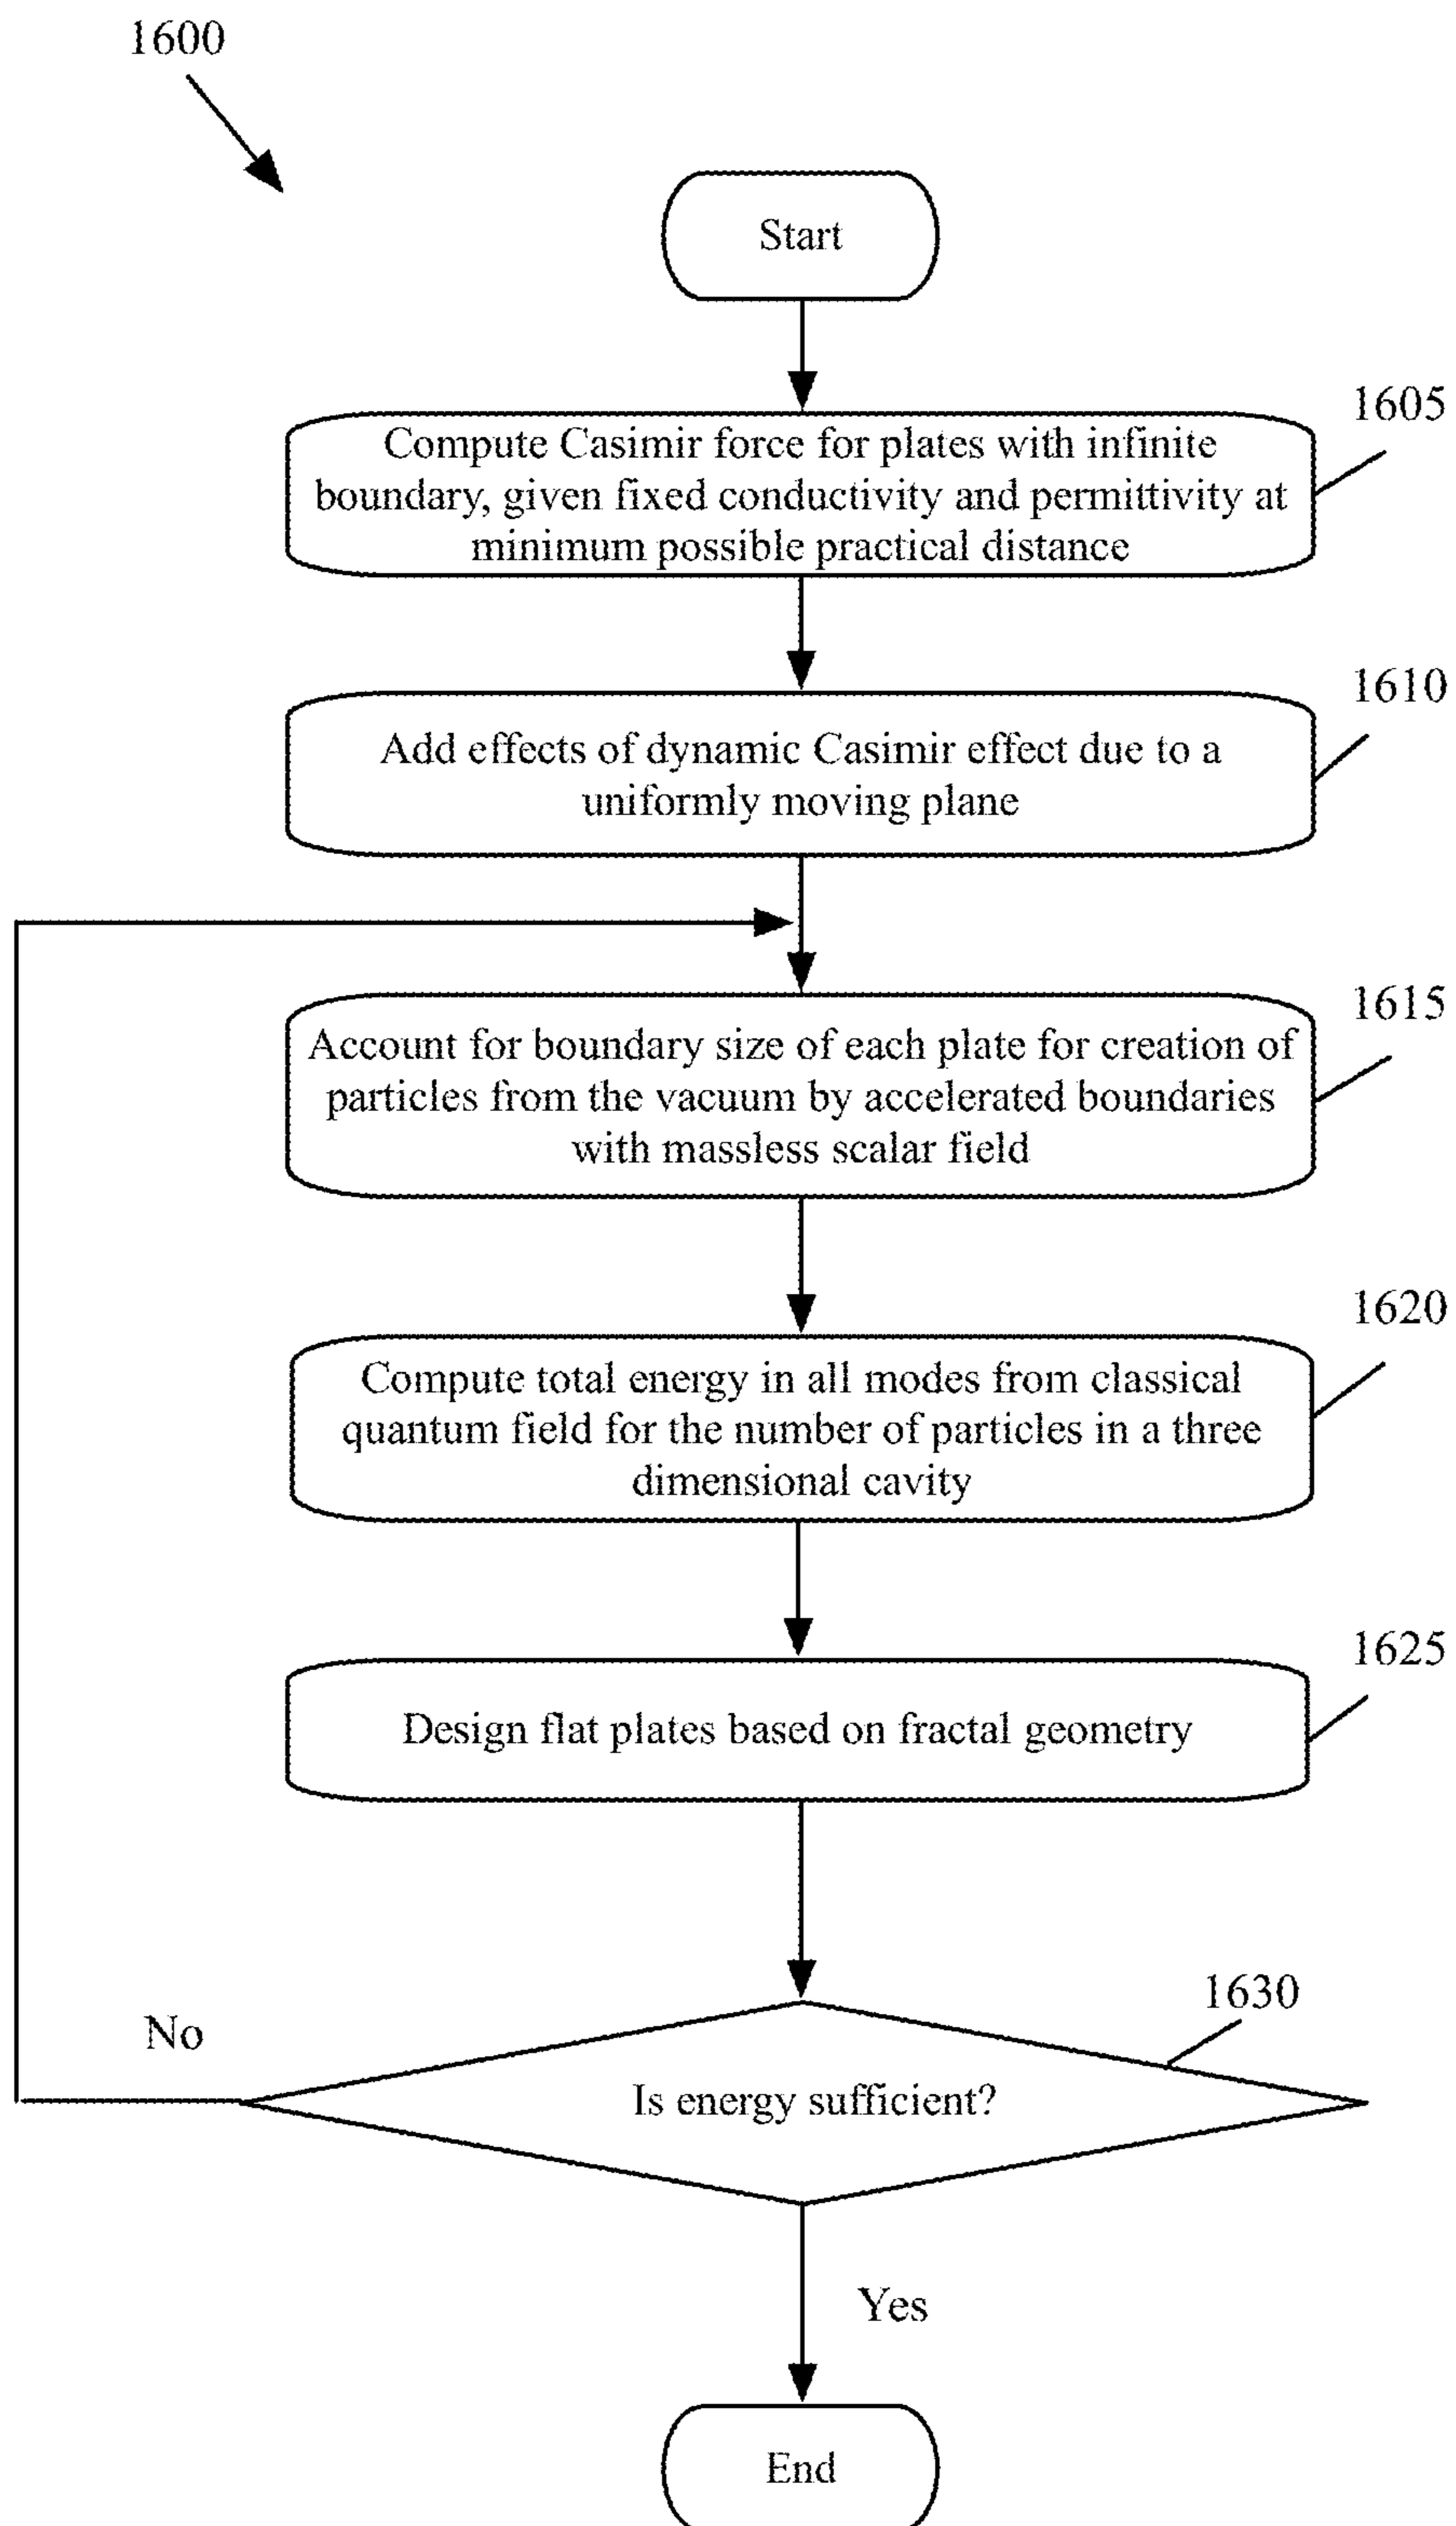 1600
Start
1605
Compute Casimir force for plates with infinite
boundary, given fixed conductivity and permittivity at
minimum possible practical distance
1610
Add effects of dynamic Casimir effect due to a
uniformly moving plane
1615
Account for boundary size of each plate for creation of
particles from the vacuum by accelerated boundaries
with massless scalar field
1620
Compute total energy in all modes from classical
quantum field for the number of particles in a three
dimensional cavity
1625
Design flat plates based on fractal geometry
1630
No
Is energy sufficient?
Yes
End